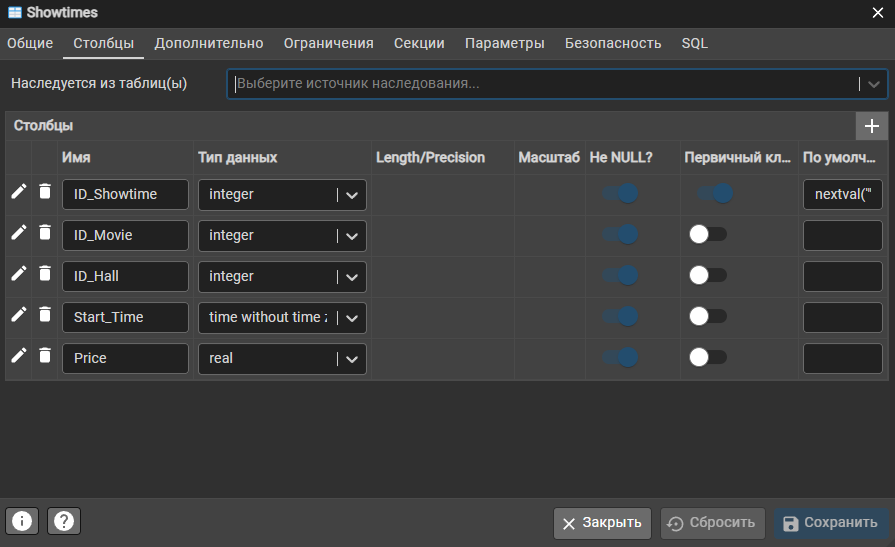 Showtimes
Общие Столбцы Дополнительно Ограничения Секции Параметры Безопасность SQL
Наследуется из таблиц(ы) Выберите источник наследования...
Столбцы
Имя Тип данных Length/Precision Масштаб Не NULL? Первичный кл... По умолч...
ID_Showtime integer nextval('"
ID_Movie integer
ID_Hall integer
Start_Time time without time z
Price real
Закрыть Сбросить Сохранить